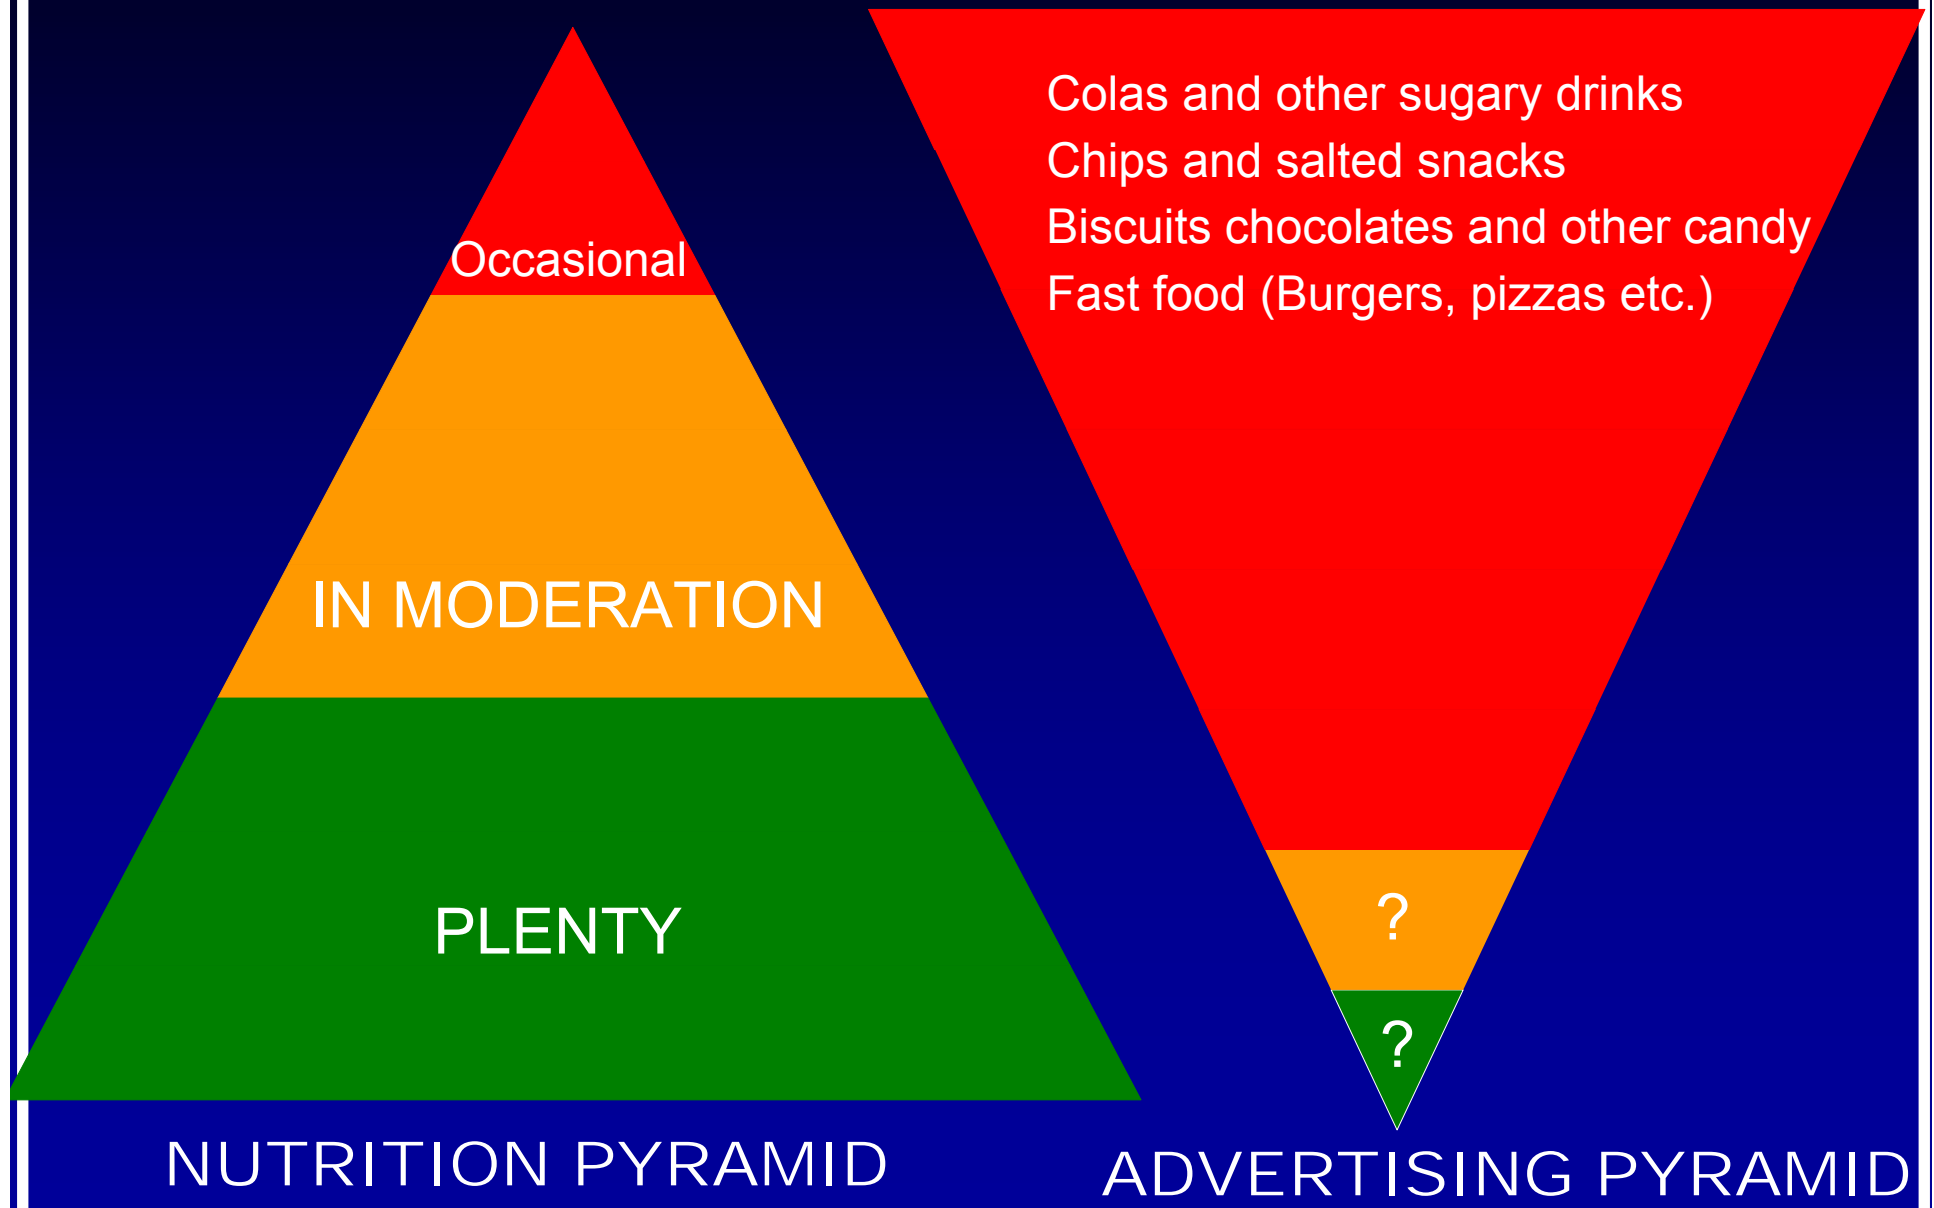 Occasional
IN MODERATION
PLENTY
NUTRITION PYRAMID
Colas and other sugary drinks
Chips and salted snacks
Biscuits chocolates and other candy
Fast food (Burgers, pizzas etc.)
?
?
ADVERTISING PYRAMID